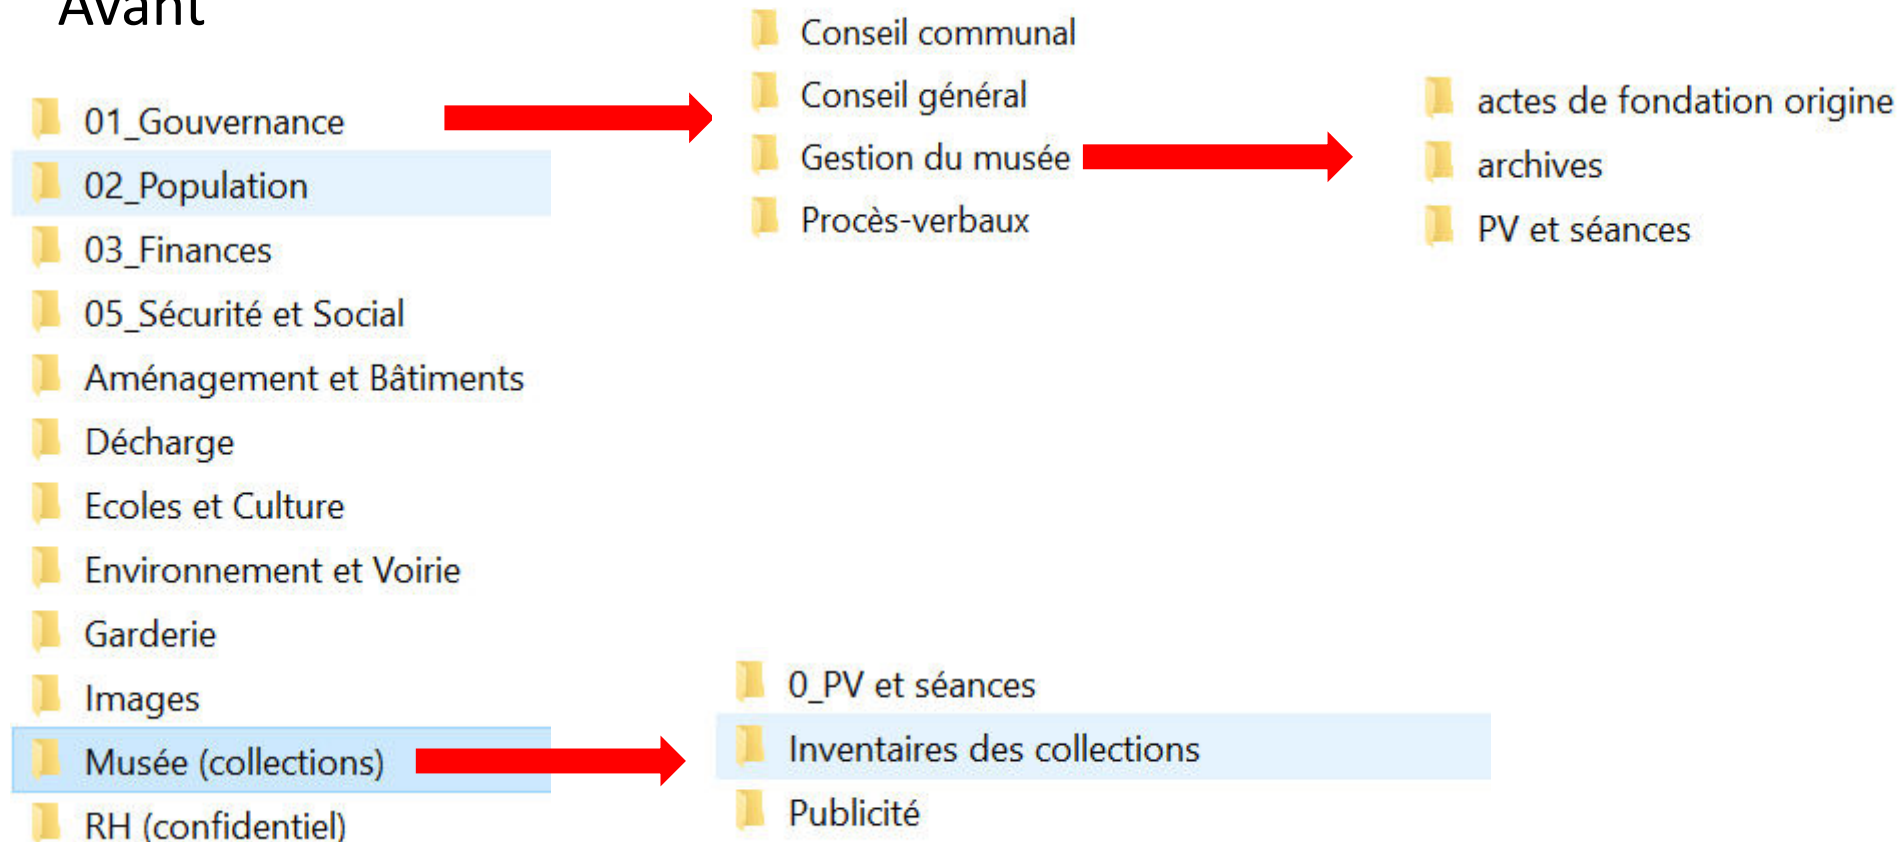 Avant
01_Gouvernance
02_Population
03_Finances
05_Sécurité et Social
Aménagement et Bâtiments
Décharge
Ecoles et Culture
Environnement et Voirie
Garderie
Images
Musée (collections)
RH (confidentiel)
Conseil communal
Conseil général
Gestion du musée
Procès-verbaux
actes de fondation origine
archives
PV et séances
0_PV et séances
Inventaires des collections
Publicité